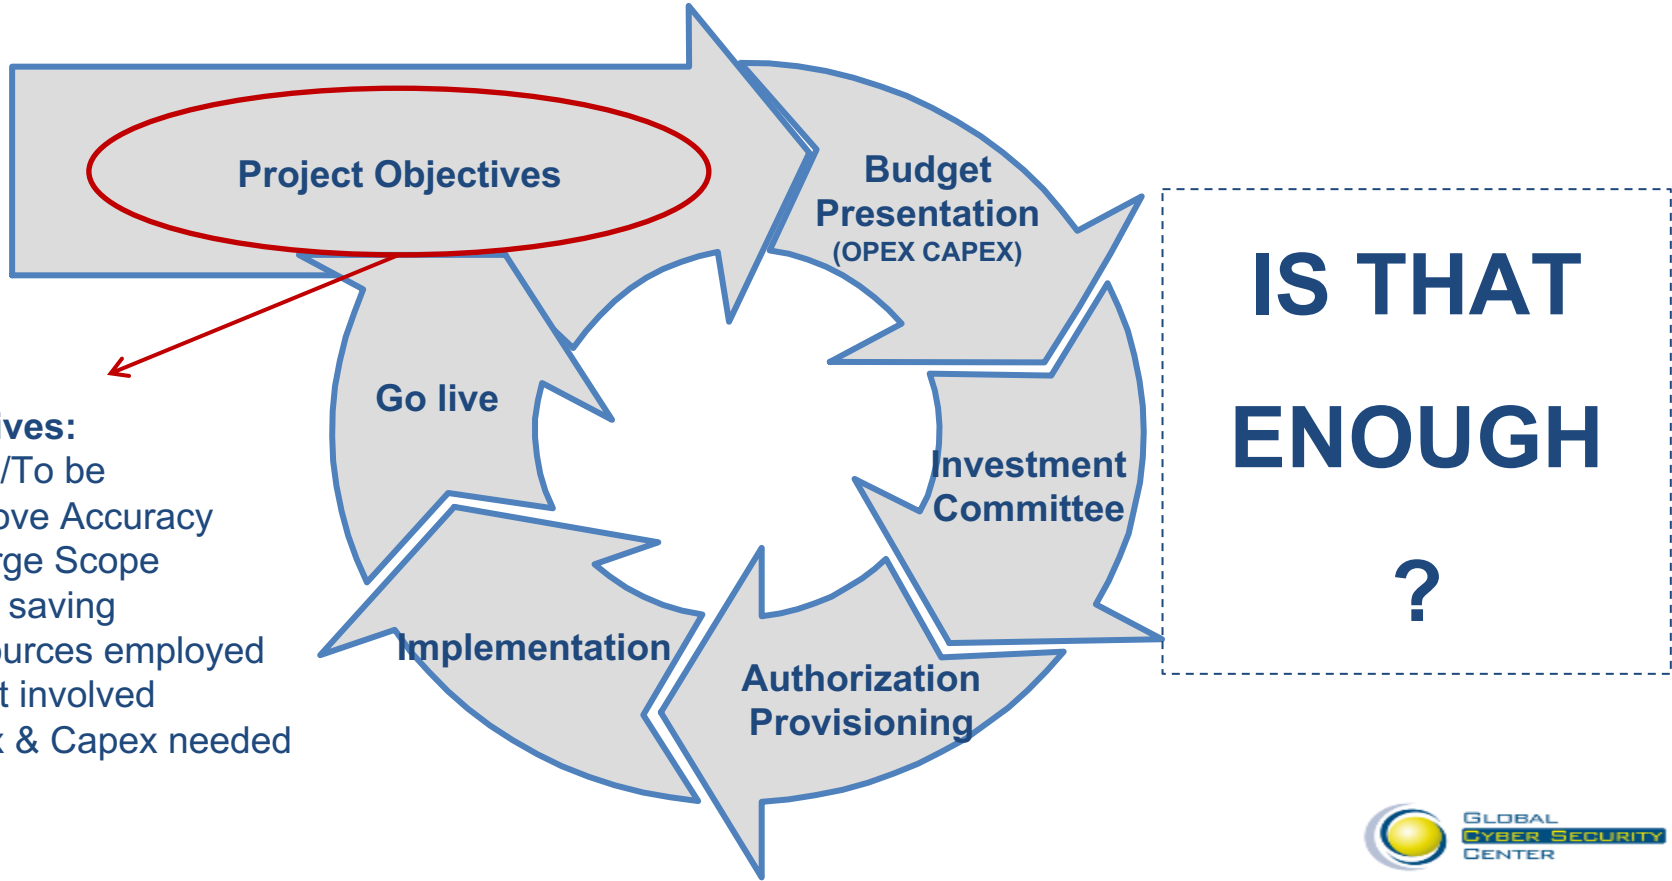 Project Objectives
Budget
Presentation
(OPEX CAPEX)
Investment
Committee
Authorization
Provisioning
Implementation
Go live
ives:
/To be
ove Accuracy
rge Scope
saving
ources employed
t involved
x & Capex needed
IS THAT
ENOUGH
?
GLOBAL
CYBER SECURITY
CENTER